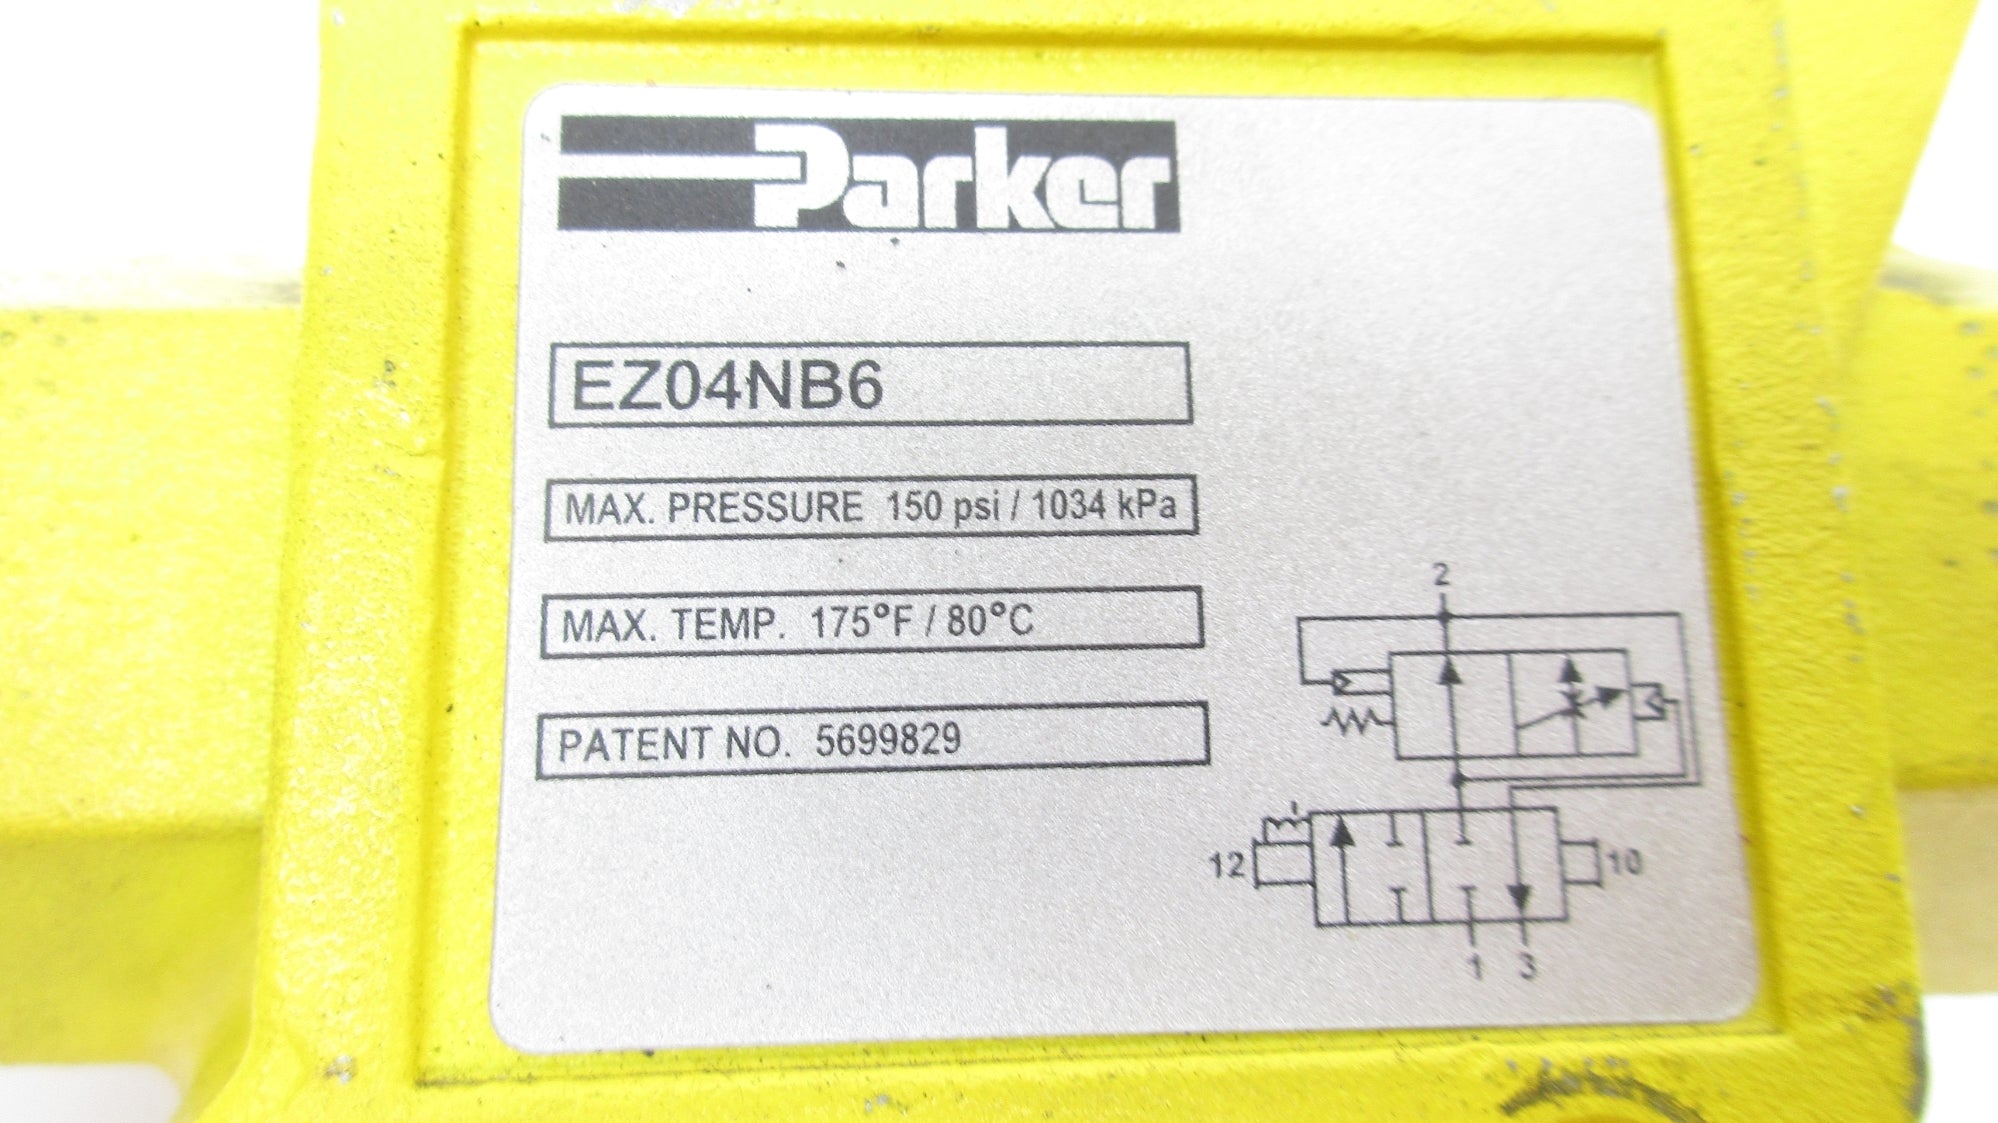 Parker
EZ04NB6
MAX. PRESSURE 150 psi / 1034 kPa
MAX. TEMP. 175°F / 80°C
PATENT NO. 5699829
2
12
10
1 3